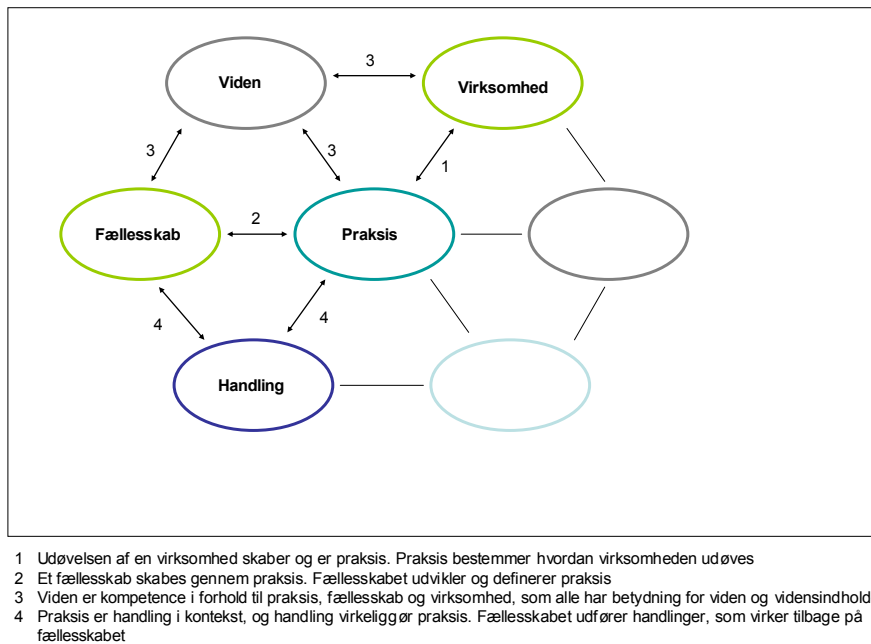 3
Viden
Virksomhed
3
3
1
2
Fællesskab
Praksis
4
4
Handling
1 Udøvelsen af en virksomhed skaber og er praksis. Praksis bestemmer hvordan virksomheden udøves
2 Et fællesskab skabes gennem praksis. Fællesskabet udvikler og definerer praksis
3 Viden er kompetence i forhold til praksis, fællesskab og virksomhed, som alle har betydning for viden og vidensindhold
4 Praksis er handling i kontekst, og handling virkeliggør praksis. Fællesskabet udfører handlinger, som virker tilbage på
fællesskabet